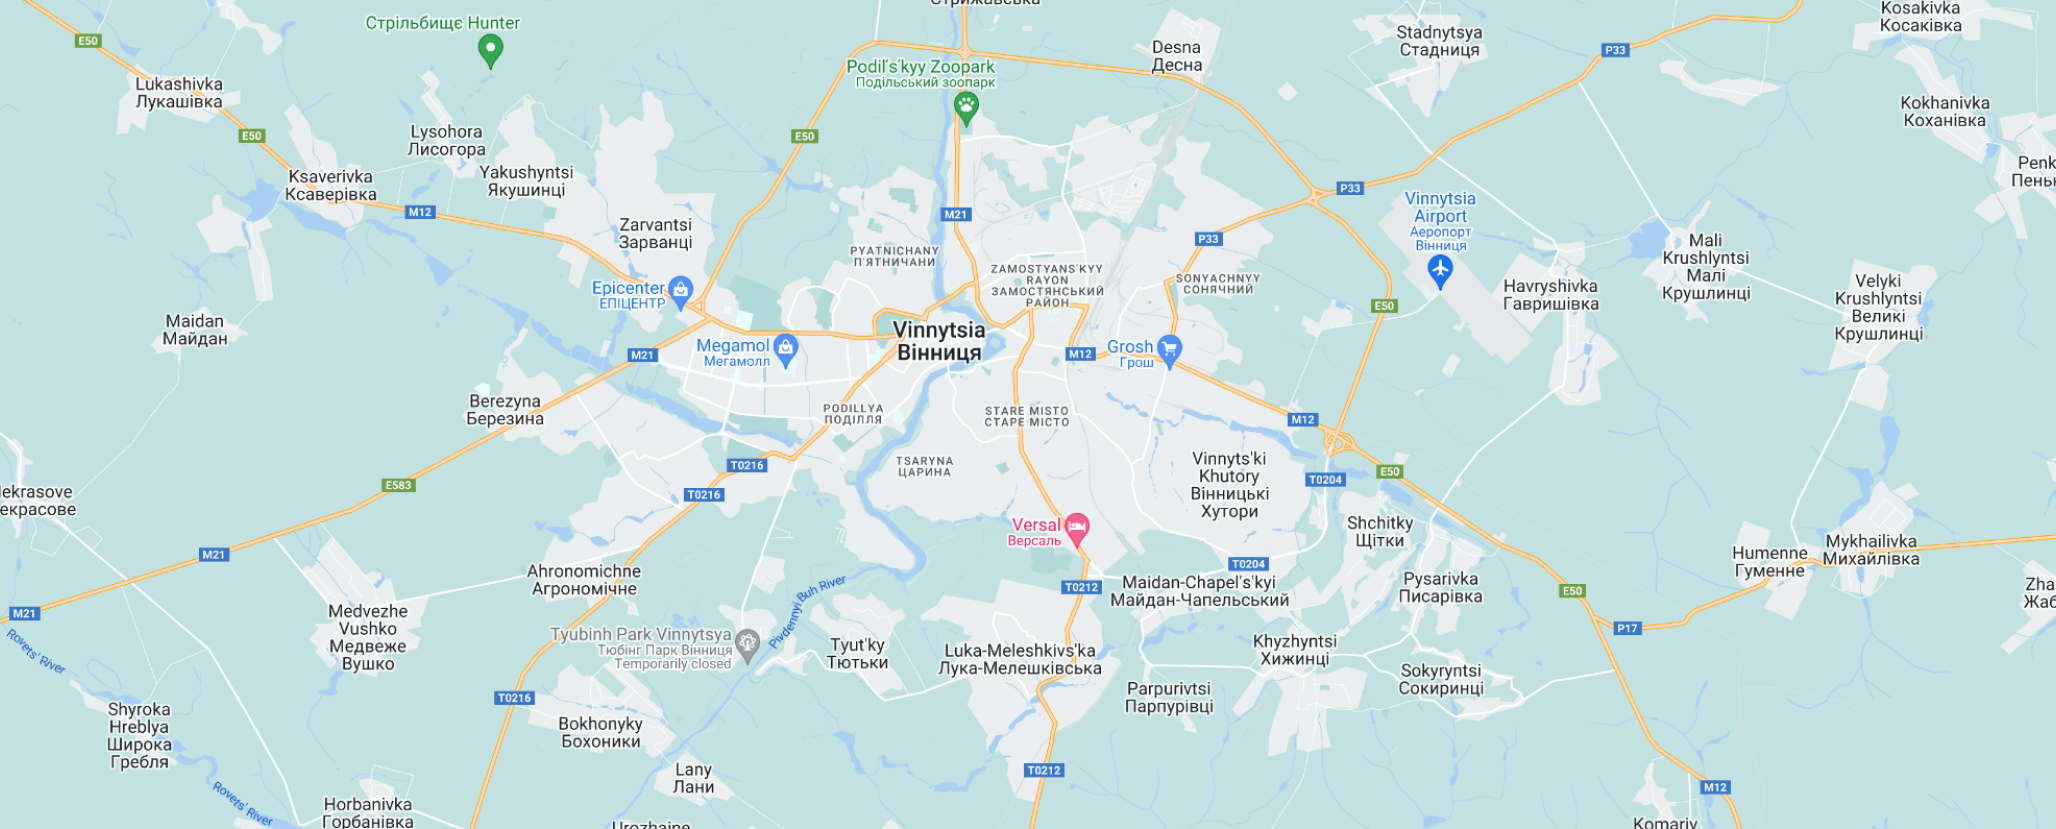 Стрижавська
Kosakivka
Косаківка
Стрільбищє Hunter
E50
Stadnytsya
Стадниця
P33
Desna
Десна
Podil's'kyy Zoopark
Подільський зоопарк
Lukashivka
Лукашівка
Kokhanivka
Коханівка
E50
Lysohora
Лисогора
E50
Yakushyntsi
Якушинці
Ksaverivka
Ксаверівка
M12
P33
Vinnytsia
Airport
Аеропорт
Вінниця
M21
Zarvantsi
Зарванці
P33
PYATNICHANY
П'ЯТНИЧАНИ
ZAMOSTYANS'KYY
RAYON
ЗАМОСТЯНСЬКИЙ
РАЙОН
SONYACHNYY
СОНЯЧНИЙ
Mali
Krushlyntsi
Малі
Крушлинці
Epicenter
ЕПІЦЕНТР
Havryshivka
Гавришівка
Velyki
Krushlyntsi
Великі
Крушлинці
E50
Maidan
Майдан
Vinnytsia
Вінниця
Megamol
Мегамолл
M21
M12
Grosh
Грош
Berezyna
Березина
PODILLYA
ПОДІЛЛЯ
STARE MISTO
СТАРЕ МІСТО
M12
TSARYNA
ЦАРИНА
T0216
Vinnyts'ki
Khutory
Вінницькі
Хутори
E50
T0204
E583
T0216
ekrasove
екрасове
Versal
Версаль
Shchitky
Щітки
M21
Humenne
Гуменне
Mykhailivka
Михайлівка
T0204
Ahronomichne
Агрономічне
Maidan-Chapel's'kyi
Майдан-Чапельський
T0212
Pysarivka
Писарівка
E50
Pivdennyi Buh River
M21
Medvezhe
Vushko
Медвеже
Вушко
P17
Rovets' River
Tyubinh Park Vinnytsya
Тюбінг Парк Вінниця
Temporarily closed
Tyut'ky
Тютьки
Luka-Meleshkivs'ka
Лука-Мелешківська
Khyzhyntsi
Хижинці
Sokyryntsi
Сокиринці
T0216
Parpurivtsi
Парпурівці
Shyroka
Hreblya
Широка
Гребля
Bokhonyky
Бохоники
T0212
Lany
Лани
M12
Rovets' River
Horbanivka
Горбанівка
Urozhaine
Komariv